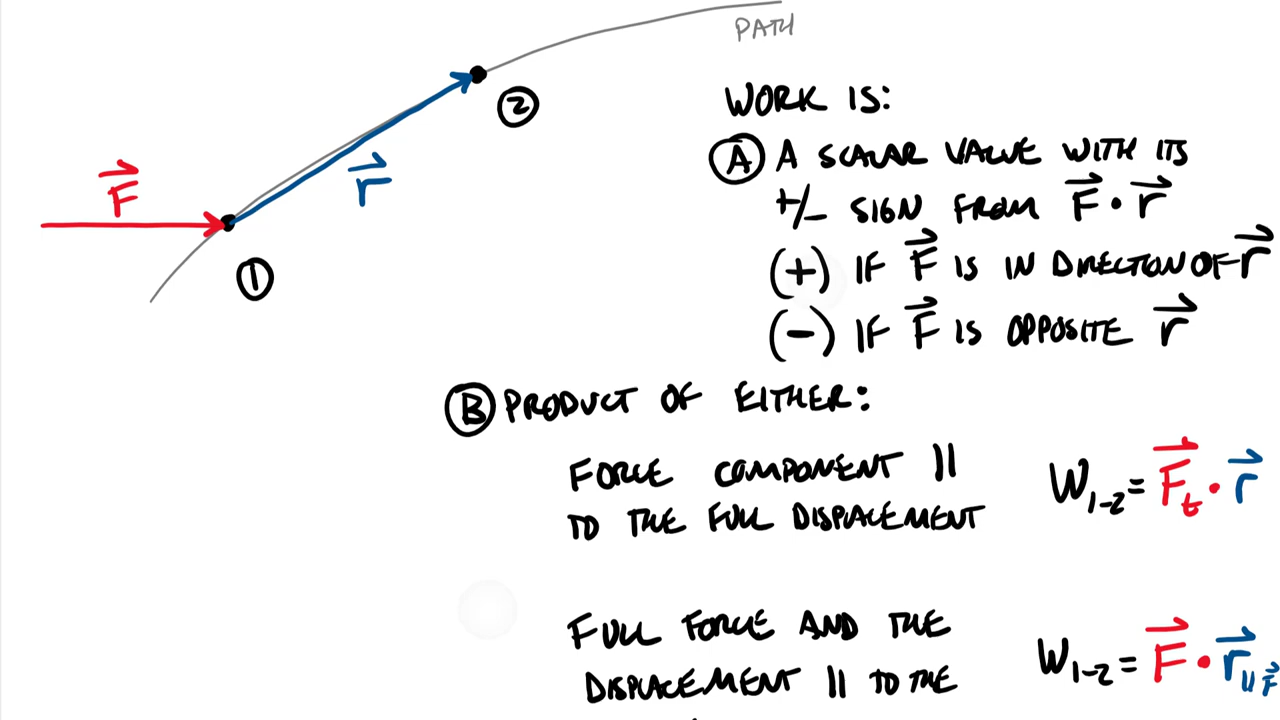 PATH
②
F⃗
r⃗
①
WORK IS:
Ⓐ A SCALAR VALUE WITH ITS
+/- SIGN FROM F⃗ • r⃗
(+) IF F⃗ IS IN DIRECTION OF r⃗
(-) IF F⃗ IS OPPOSITE r⃗
Ⓑ PRODUCT OF EITHER:
FORCE COMPONENT ||
TO THE FULL DISPLACEMENT
W₁₋₂ = F⃗ₜ • r⃗
FULL FORCE AND THE
DISPLACEMENT || TO THE
W₁₋₂ = F⃗ • r⃗ || F⃗